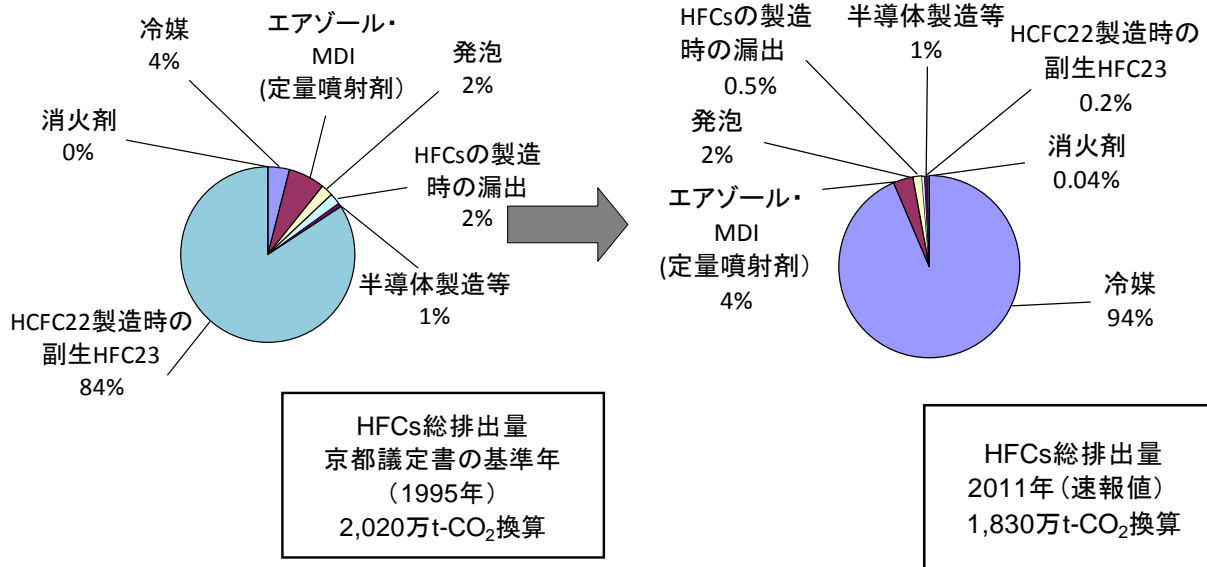 冷媒
4%
エアゾール・
MDI
(定量噴射剤)
発泡
2%
消火剤
0%
HFCsの製造
時の漏出
2%
半導体製造等
1%
HCFC22製造時の
副生HFC23
84%
HFCs総排出量
京都議定書の基準年
(1995年)
2,020万t-CO₂換算
HFCsの製造
時の漏出
0.5%
半導体製造等
1%
HCFC22製造時の
副生HFC23
0.2%
発泡
2%
消火剤
0.04%
エアゾール・
MDI
(定量噴射剤)
4%
冷媒
94%
HFCs総排出量
2011年(速報値)
1,830万t-CO₂換算